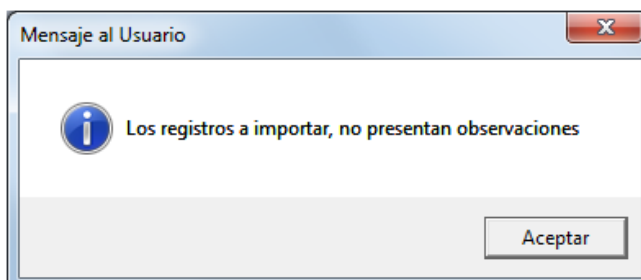 Mensaje al Usuario
Los registros a importar, no presentan observaciones
Aceptar